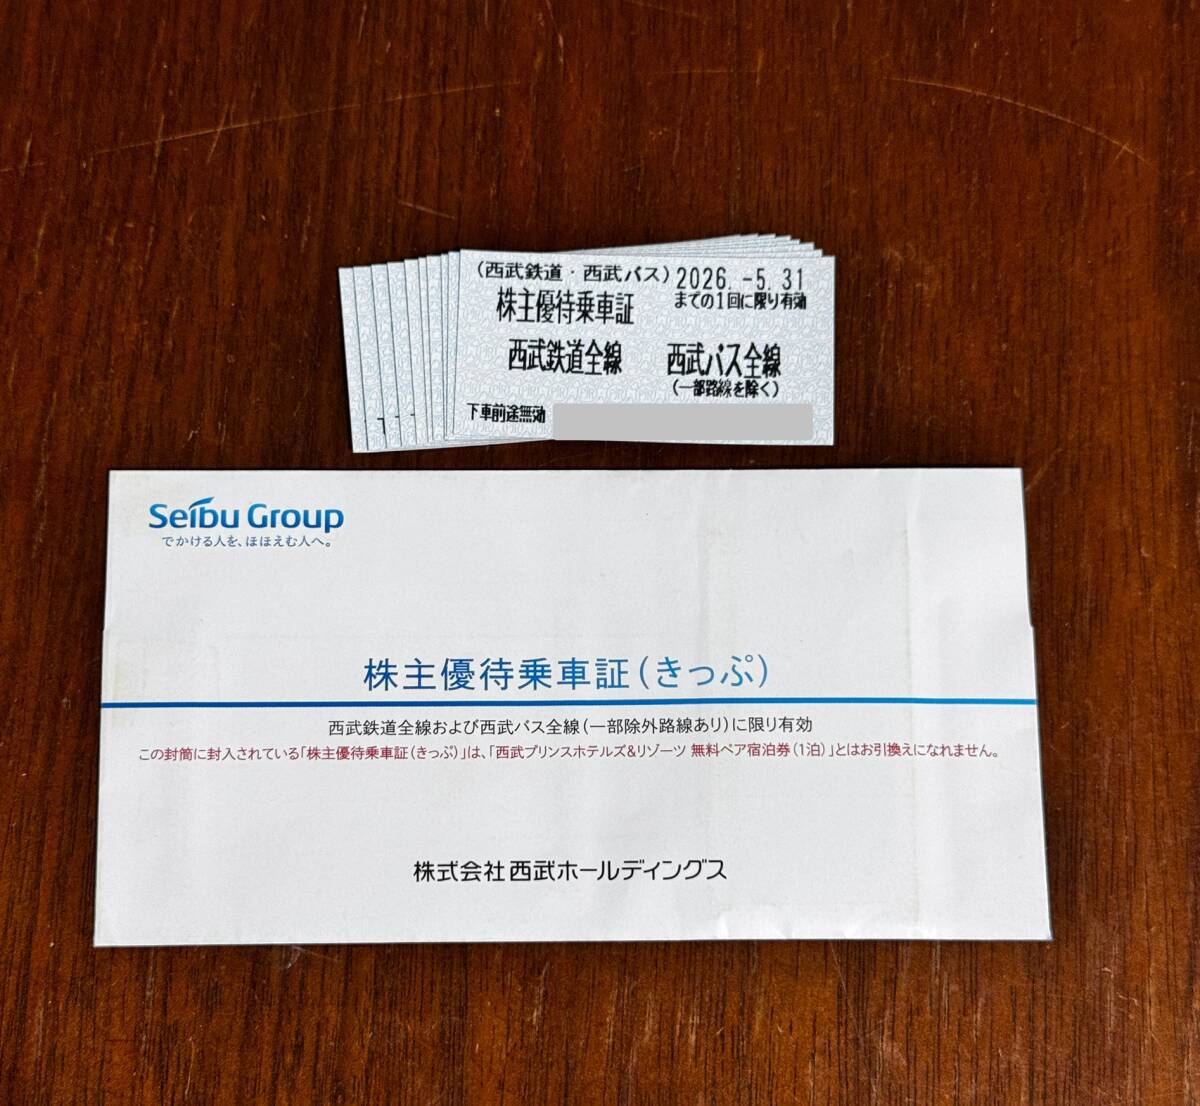 (西武鉄道・西武バス) 2026.-5.31
株主優待乗車証 までの1回に限り有効
西武鉄道全線 西武バス全線
(一部路線を除く)
下車前途無効
Seibu Group
でかける人を、ほほえむ人へ。
株主優待乗車証(きっぷ)
西武鉄道全線および西武バス全線(一部除外路線あり)に限り有効
この封筒に封入されている「株主優待乗車証(きっぷ)」は、「西武プリンスホテルズ&リゾーツ 無料ペア宿泊券(1泊)」とはお引換えになれません。
株式会社西武ホールディングス